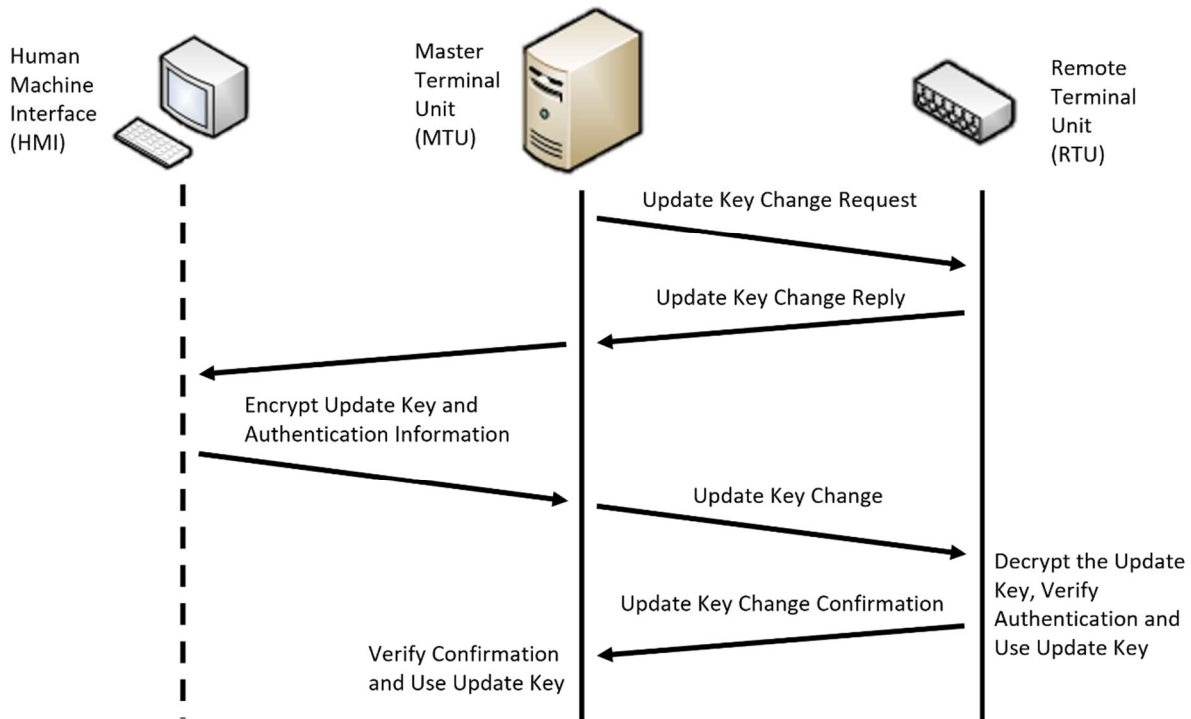 Human
Machine
Interface
(HMI)
Master
Terminal
Unit
(MTU)
Remote
Terminal
Unit
(RTU)
Update Key Change Request
Update Key Change Reply
Encrypt Update Key and
Authentication Information
Update Key Change
Decrypt the Update
Key, Verify
Authentication and
Use Update Key
Update Key Change Confirmation
Verify Confirmation
and Use Update Key